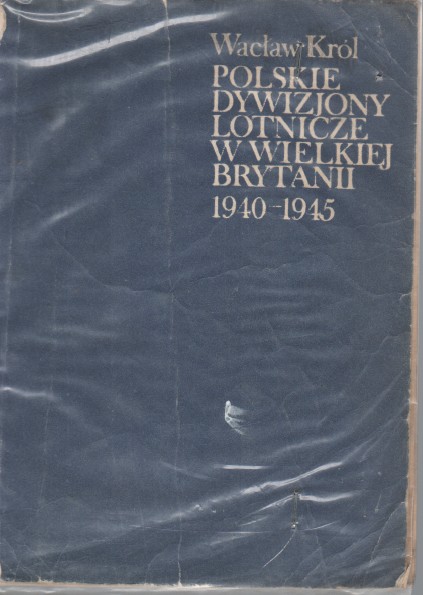 Wacław Król
POLSKIE
DYWIZJONY
LOTNICZE
W WIELKIEJ
BRYTANII
1940-1945